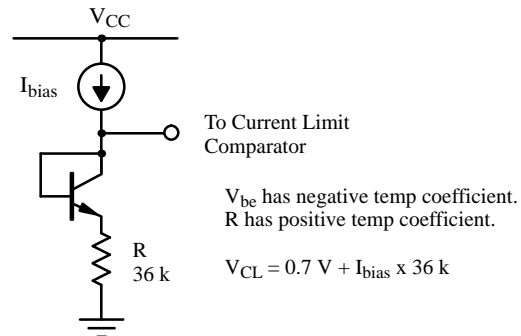 V_CC
I_bias
To Current Limit
Comparator
V_be has negative temp coefficient.
R has positive temp coefficient.
R
36 k
V_CL = 0.7 V + I_bias x 36 k